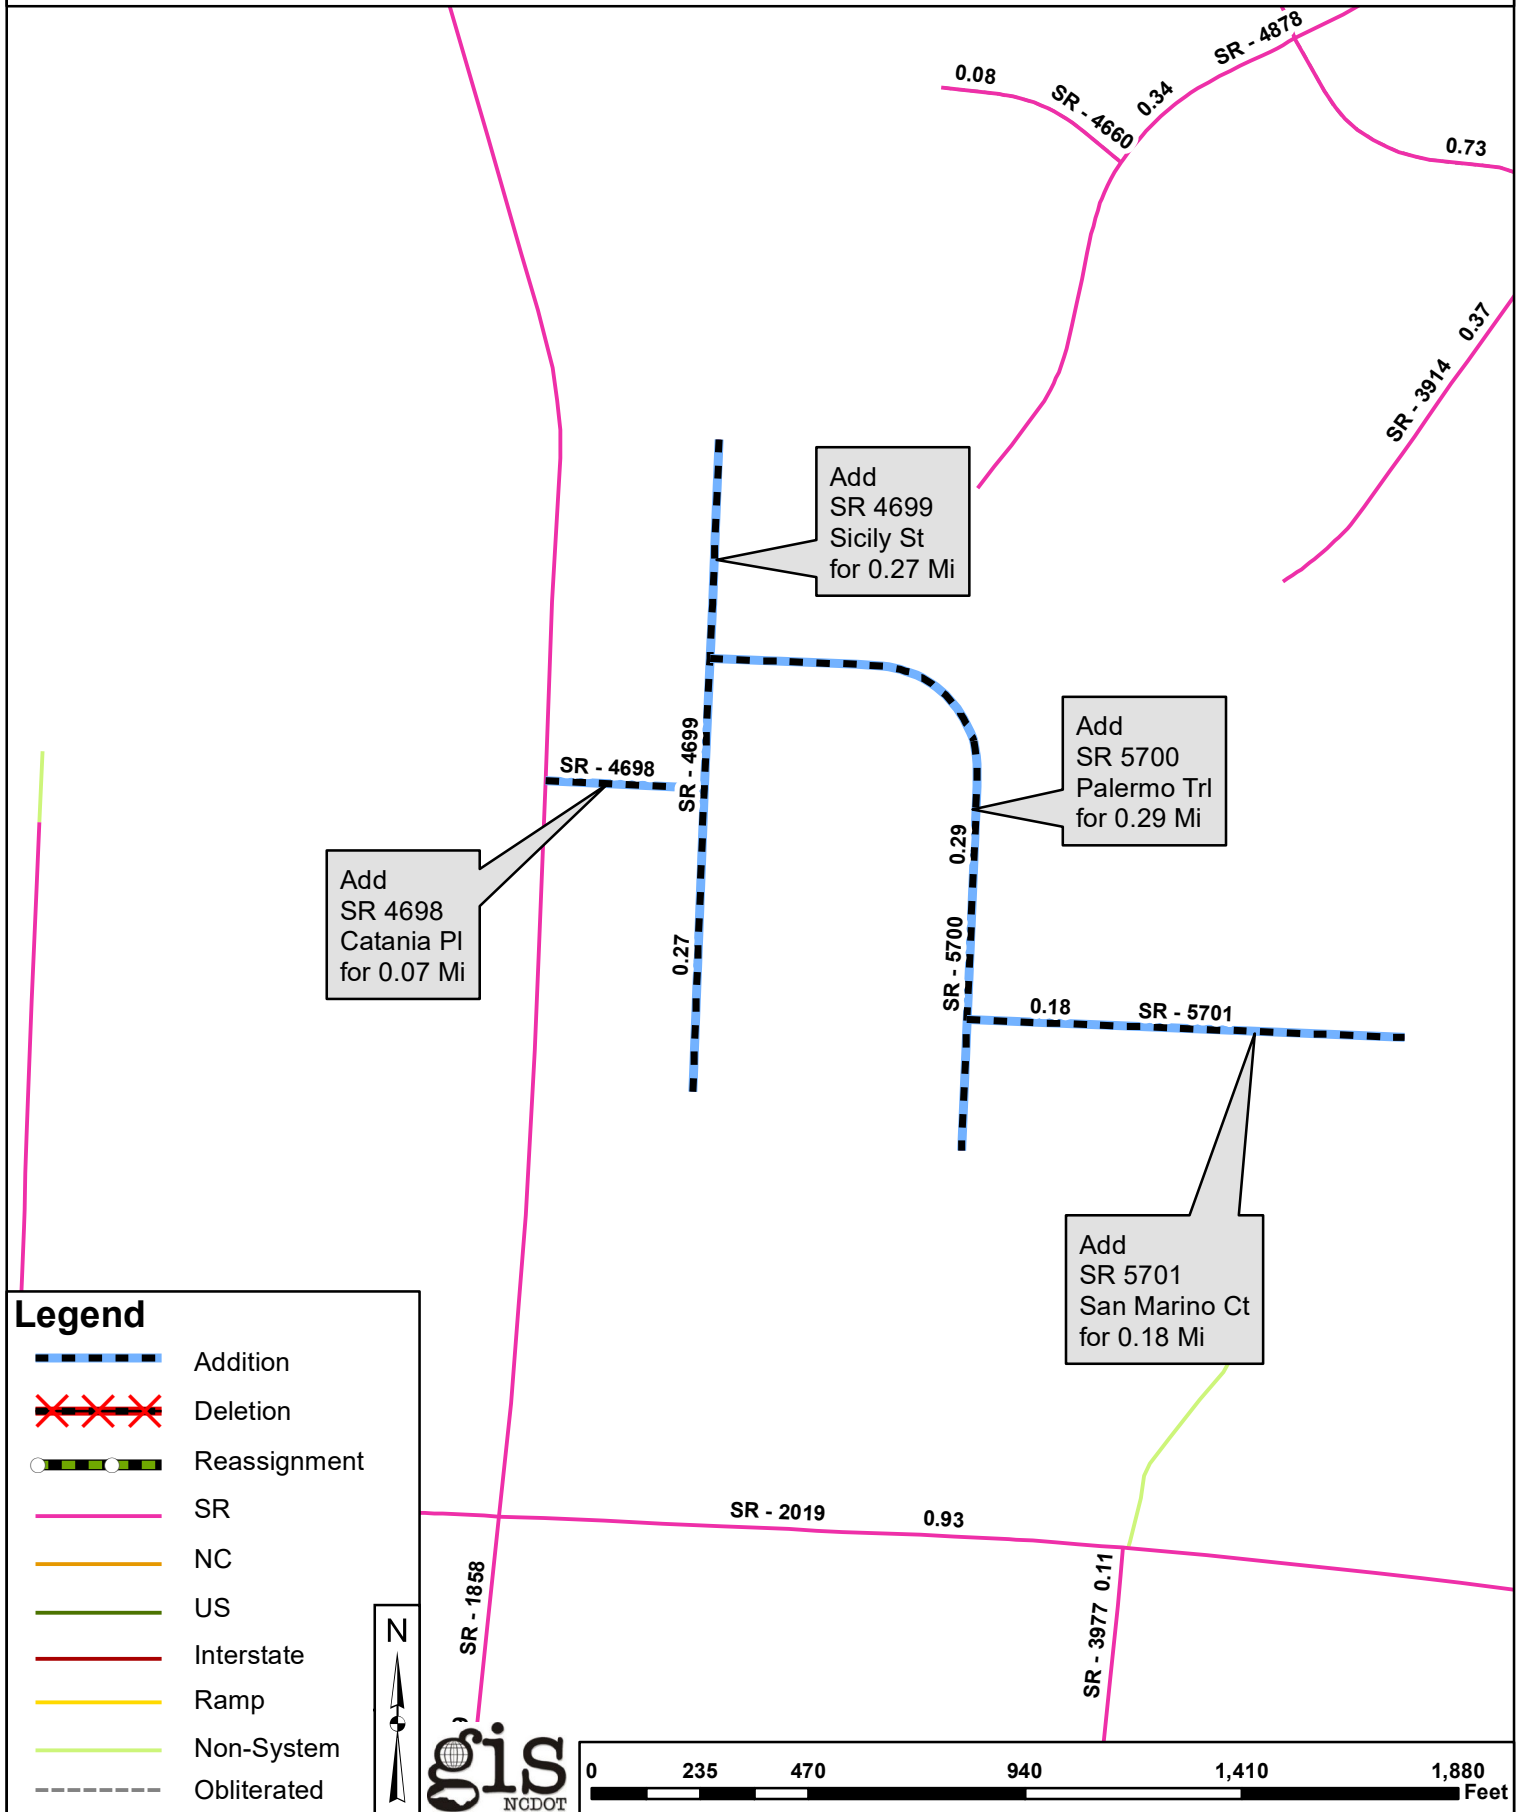 SR - 4878
0.08
0.34
SR - 4660
0.73
0.37
SR - 3914
Add
SR 4699
Sicily St
for 0.27 Mi
Add
SR 5700
Palermo Trl
for 0.29 Mi
SR - 4699
SR - 4698
0.29
Add
SR 4698
Catania Pl
for 0.07 Mi
0.27
SR - 5700
0.18
SR - 5701
Add
SR 5701
San Marino Ct
for 0.18 Mi
Legend
Addition
Deletion
Reassignment
SR
NC
US
Interstate
Ramp
Non-System
Obliterated
SR - 2019
0.93
SR - 1858
0.11
SR - 3977
N
gis
NCDOT
0 235 470 940 1,410 1,880
Feet